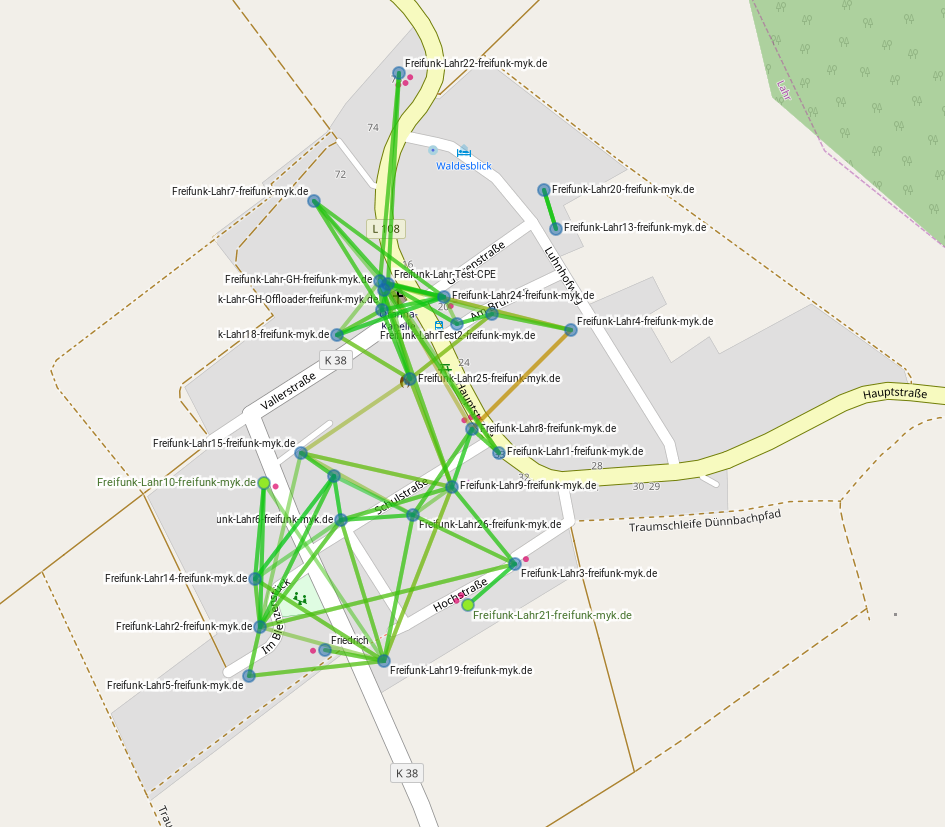 Freifunk-Lahr22-freifunk-myk.de
74
Lahr
Waldesblick
72
Freifunk-Lahr7-freifunk-myk.de
Freifunk-Lahr20-freifunk-myk.de
L 108
Freifunk-Lahr13-freifunk-myk.de
Freifunk-Lahr-Test-CPE
Freifunk-Lahr-GH-freifunk-myk.de
k-Lahr-GH-Offloader-freifunk-myk.de
Freifunk-Lahr24-freifunk-myk.de
Freifunk-Lahr4-freifunk-myk.de
k-Lahr18-freifunk-myk.de
Freifunk-LahrTest2-freifunk-myk.de
K 38
24
Vallerstraße
Freifunk-Lahr25-freifunk-myk.de
Hauptstraße
Freifunk-Lahr8-freifunk-myk.de
Freifunk-Lahr15-freifunk-myk.de
Freifunk-Lahr1-freifunk-myk.de
28
Freifunk-Lahr10-freifunk-myk.de
Freifunk-Lahr9-freifunk-myk.de
30 29
Schulstraße
unk-Lahr6-freifunk-myk.de
Freifunk-Lahr26-freifunk-myk.de
Traumschleife Dünnbachpfad
Freifunk-Lahr14-freifunk-myk.de
Freifunk-Lahr3-freifunk-myk.de
Hochstraße
Freifunk-Lahr21-freifunk-myk.de
Freifunk-Lahr2-freifunk-myk.de
Friedrich
Freifunk-Lahr19-freifunk-myk.de
Freifunk-Lahr5-freifunk-myk.de
K 38